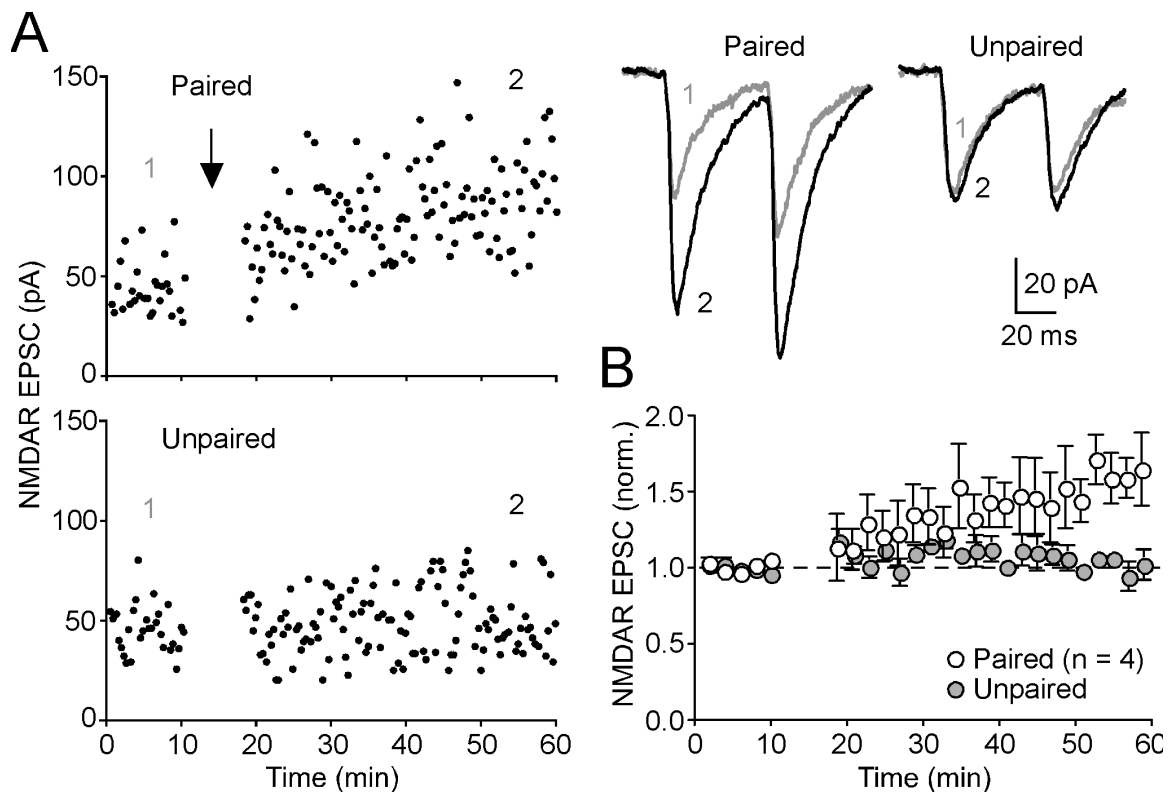 A
NMDAR EPSC (pA)
150
100
50
0
Paired
1
2
150
100
50
0
Unpaired
1
2
0 10 20 30 40 50 60
Time (min)
Paired
Unpaired
1
2
1
2
20 pA
20 ms
B
NMDAR EPSC (norm.)
2.0
1.5
1.0
0.5
0.0
Paired (n = 4)
Unpaired
0 10 20 30 40 50 60
Time (min)